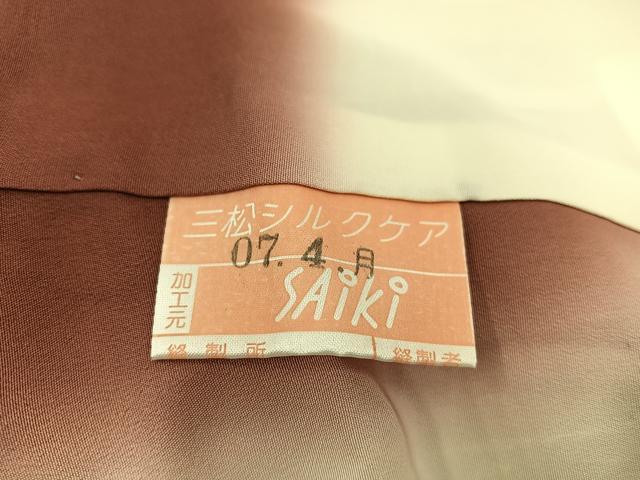 三松シルクケア
07.4.月
加工元
SAiKi
縫製所
縫製者